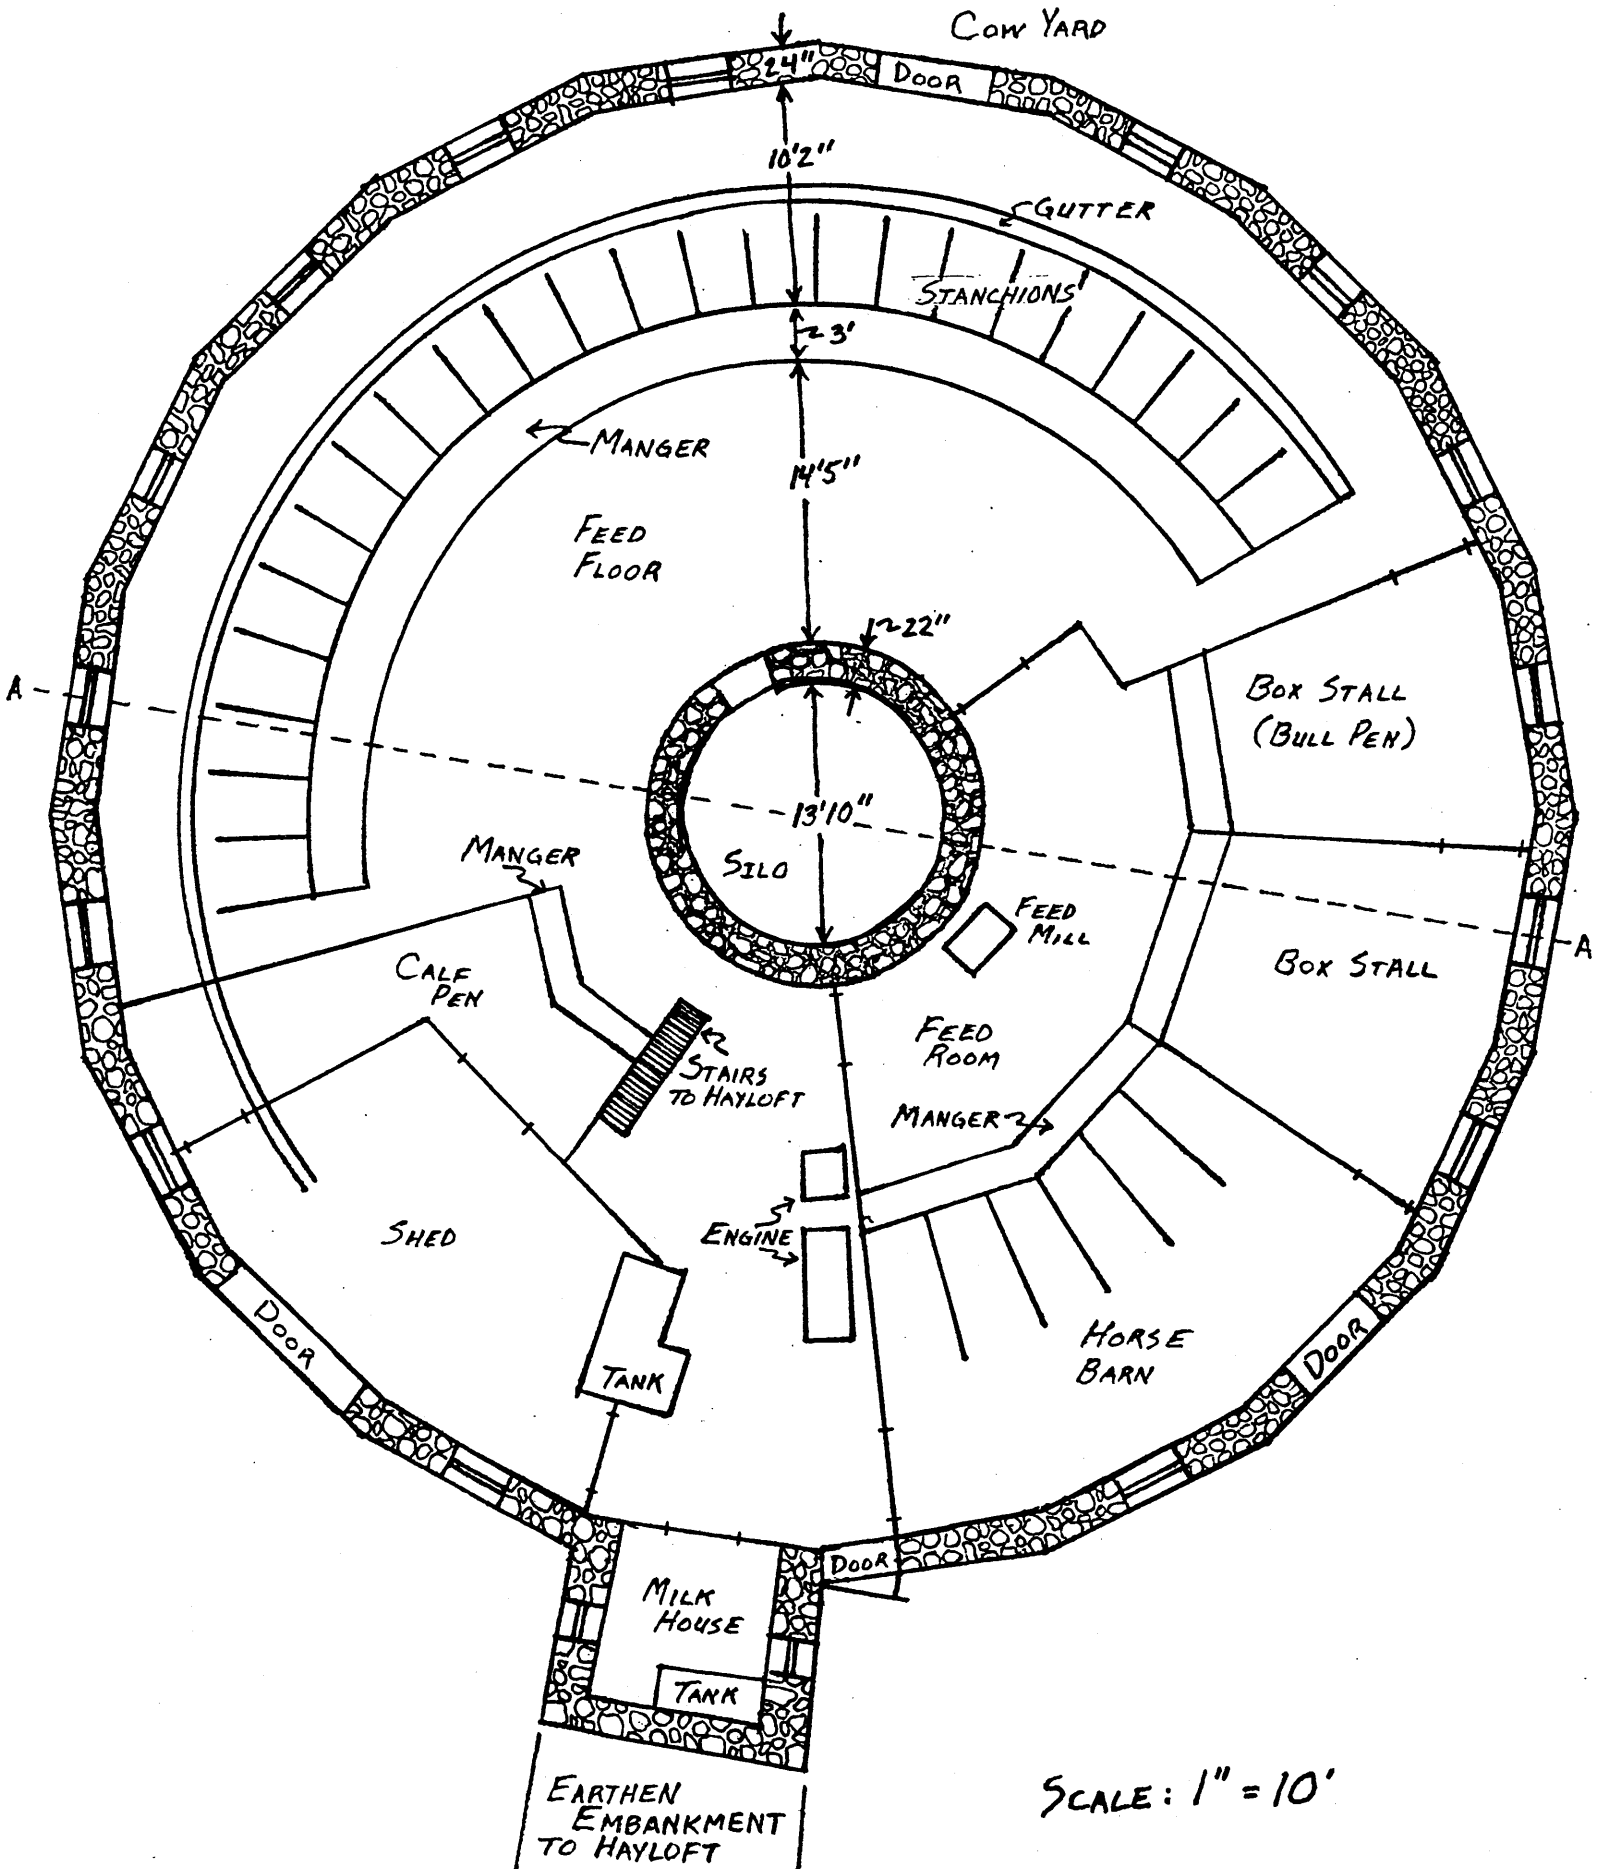 COW YARD
24"
DOOR
10'2"
GUTTER
STANCHIONS
3'
MANGER
14'5"
FEED
FLOOR
22"
A
BOX STALL
(BULL PEN)
13'10"
SILO
MANGER
FEED
MILL
A
BOX STALL
CALF
PEN
FEED
ROOM
STAIRS
TO HAYLOFT
MANGER
ENGINE
SHED
DOOR
HORSE
BARN
DOOR
TANK
DOOR
MILK
HOUSE
TANK
EARTHEN
EMBANKMENT
TO HAYLOFT
SCALE: 1" = 10'